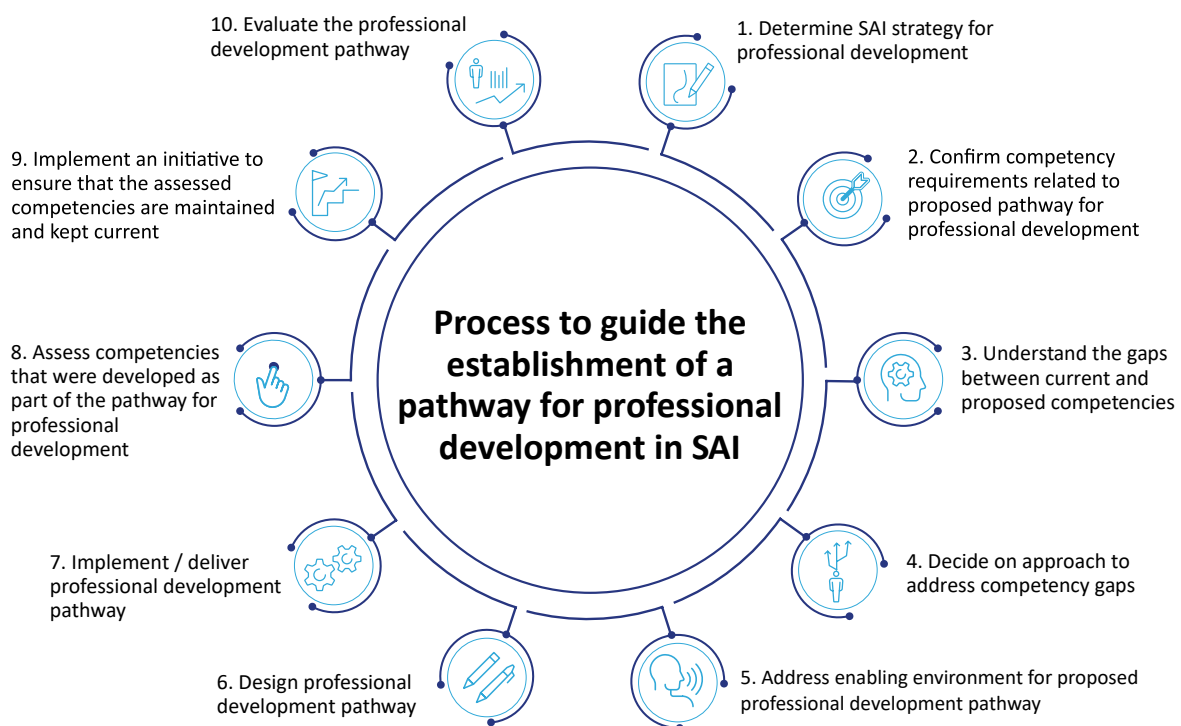 Process to guide the
establishment of a
pathway for professional
development in SAI
1. Determine SAI strategy for
professional development
2. Confirm competency
requirements related to
proposed pathway for
professional development
3. Understand the gaps
between current and
proposed competencies
4. Decide on approach to
address competency gaps
5. Address enabling environment for proposed
professional development pathway
6. Design professional
development pathway
7. Implement / deliver
professional development
pathway
8. Assess competencies
that were developed as
part of the pathway for
professional
development
9. Implement an initiative to
ensure that the assessed
competencies are maintained
and kept current
10. Evaluate the professional
development pathway